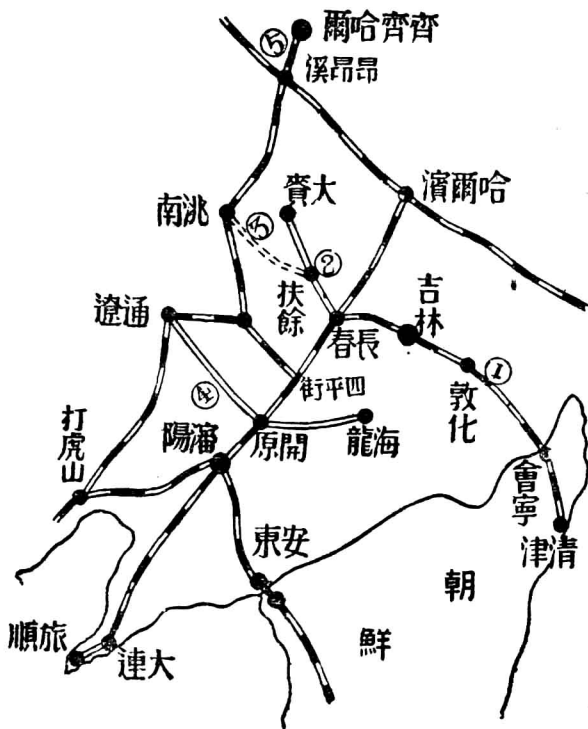 齊齊哈爾
⑤
昂昂溪
哈爾濱
大賚
洮南
③
②
扶餘
吉林
通遼
長春
①
敦化
四平街
④
打虎山
瀋陽
開原
海龍
會寧
清津
安東
朝鮮
旅順
大連